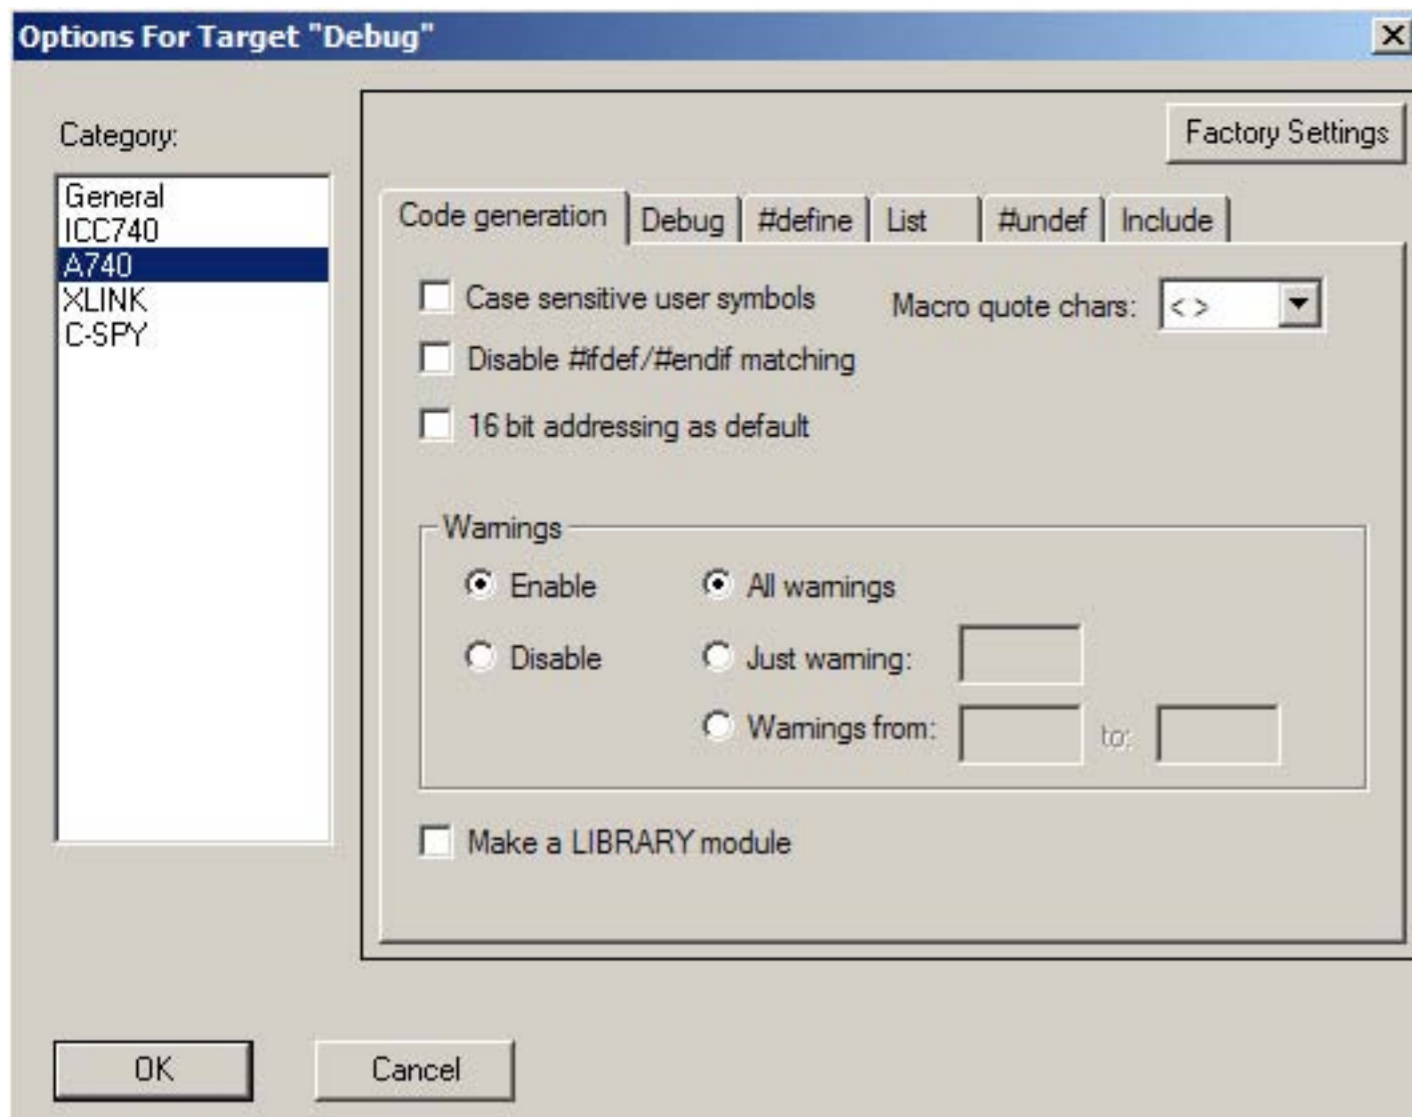 Options For Target "Debug"
Category:
Factory Settings
General
ICC740
A740
XLINK
C-SPY
Code generation Debug #define List #undef Include
Case sensitive user symbols Macro quote chars: < >
Disable #ifdef/#endif matching
16 bit addressing as default
Warnings
Enable All warnings
Disable Just warning:
Warnings from: to:
Make a LIBRARY module
OK Cancel